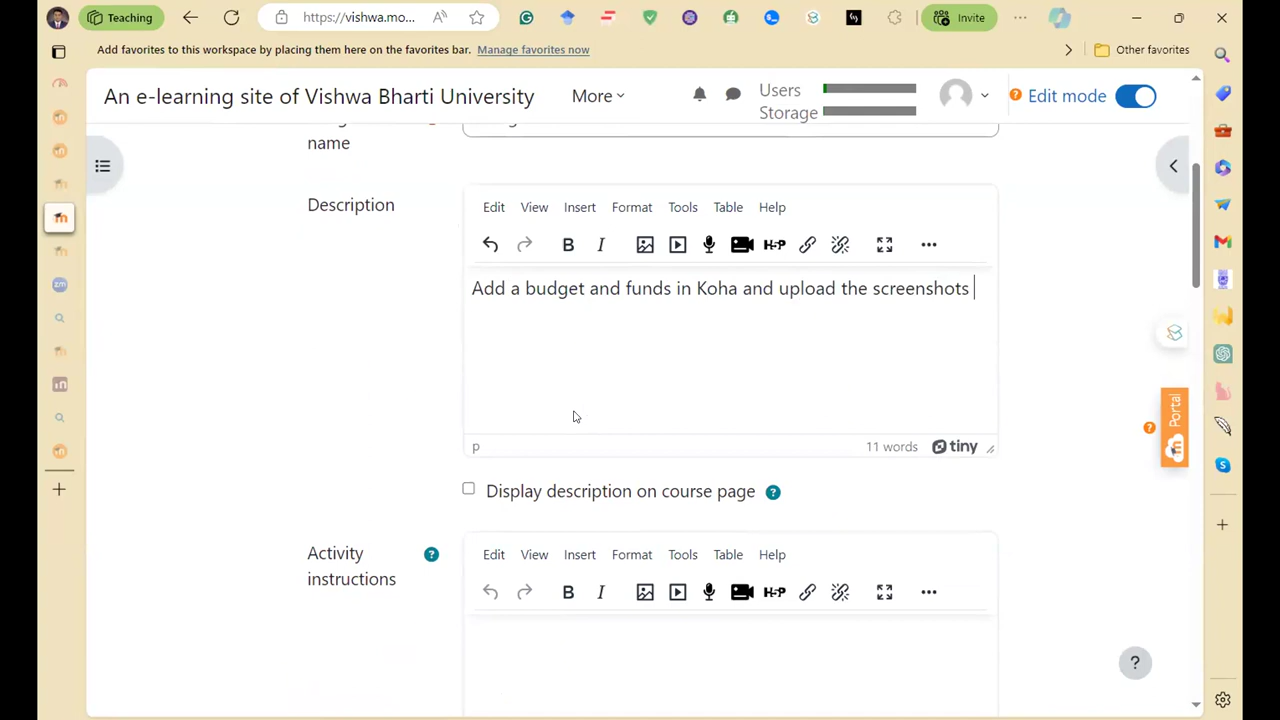 Teaching
https://vishwa.mo...
A
Invite
Add favorites to this workspace by placing them here on the favorites bar. Manage favorites now
Other favorites
An e-learning site of Vishwa Bharti University
More
Users
Storage
Edit mode
name
Description
Edit View Insert Format Tools Table Help
B I H-P
Add a budget and funds in Koha and upload the screenshots
p
11 words tiny
Display description on course page ?
Activity
instructions
?
Edit View Insert Format Tools Table Help
B I H-P
Portal
?
zm
in